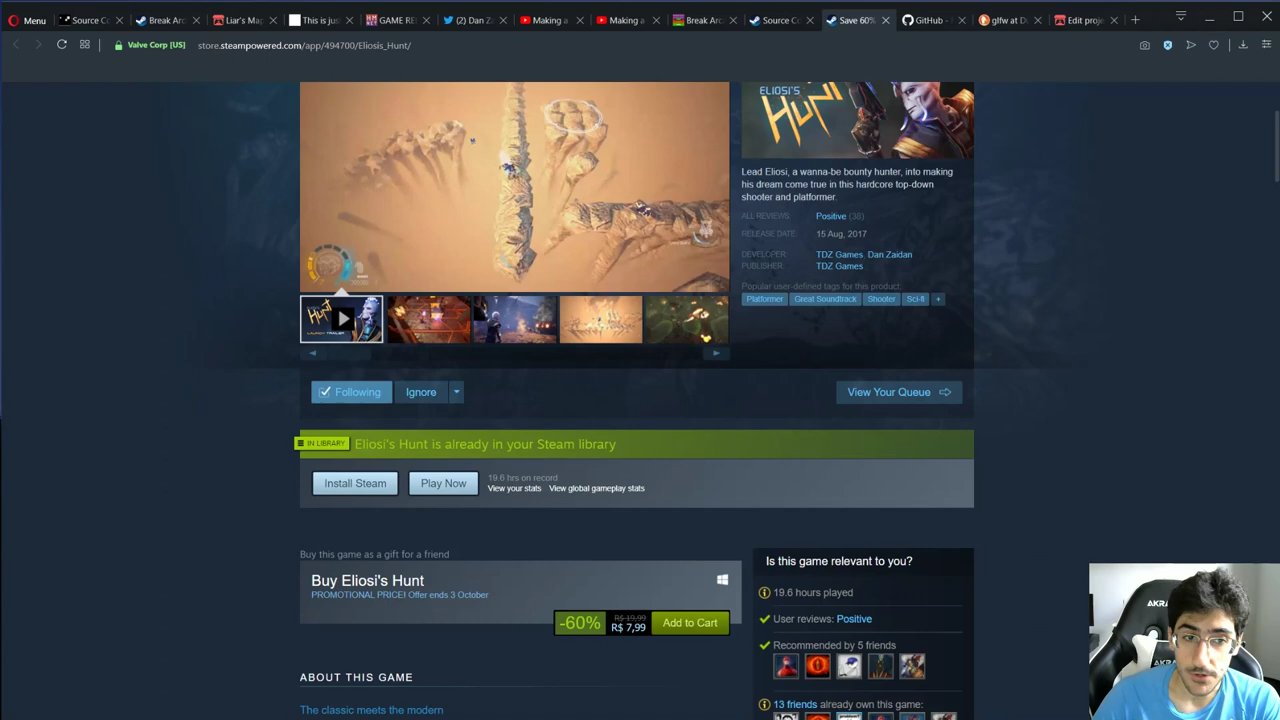 Menu
Source Co
Break Arc
Liar's Map
This is jus
GAME RE
(2) Dan Z
Making a
Making a
Break Arc
Source Co
Save 60%
GitHub -
glfw at D
Edit proje
Valve Corp [US]
store.steampowered.com/app/494700/Eliosis_Hunt/
ELIOSI'S
HUNT
Lead Eliosi, a wanna-be bounty hunter, into making
his dream come true in this hardcore top-down
shooter and platformer.
ALL REVIEWS: Positive (38)
RELEASE DATE: 15 Aug, 2017
DEVELOPER: TDZ Games, Dan Zaidan
PUBLISHER: TDZ Games
Popular user-defined tags for this product:
Platformer Great Soundtrack Shooter Sci-fi +
Following
Ignore
View Your Queue
IN LIBRARY
Eliosi's Hunt is already in your Steam library
Install Steam
Play Now
19.6 hrs on record
View your stats View global gameplay stats
Buy this game as a gift for a friend
Buy Eliosi's Hunt
PROMOTIONAL PRICE! Offer ends 3 October
-60%
R$ 19,99
R$ 7,99
Add to Cart
Is this game relevant to you?
19.6 hours played
User reviews: Positive
Recommended by 5 friends
13 friends already own this game:
ABOUT THIS GAME
The classic meets the modern
AKRA